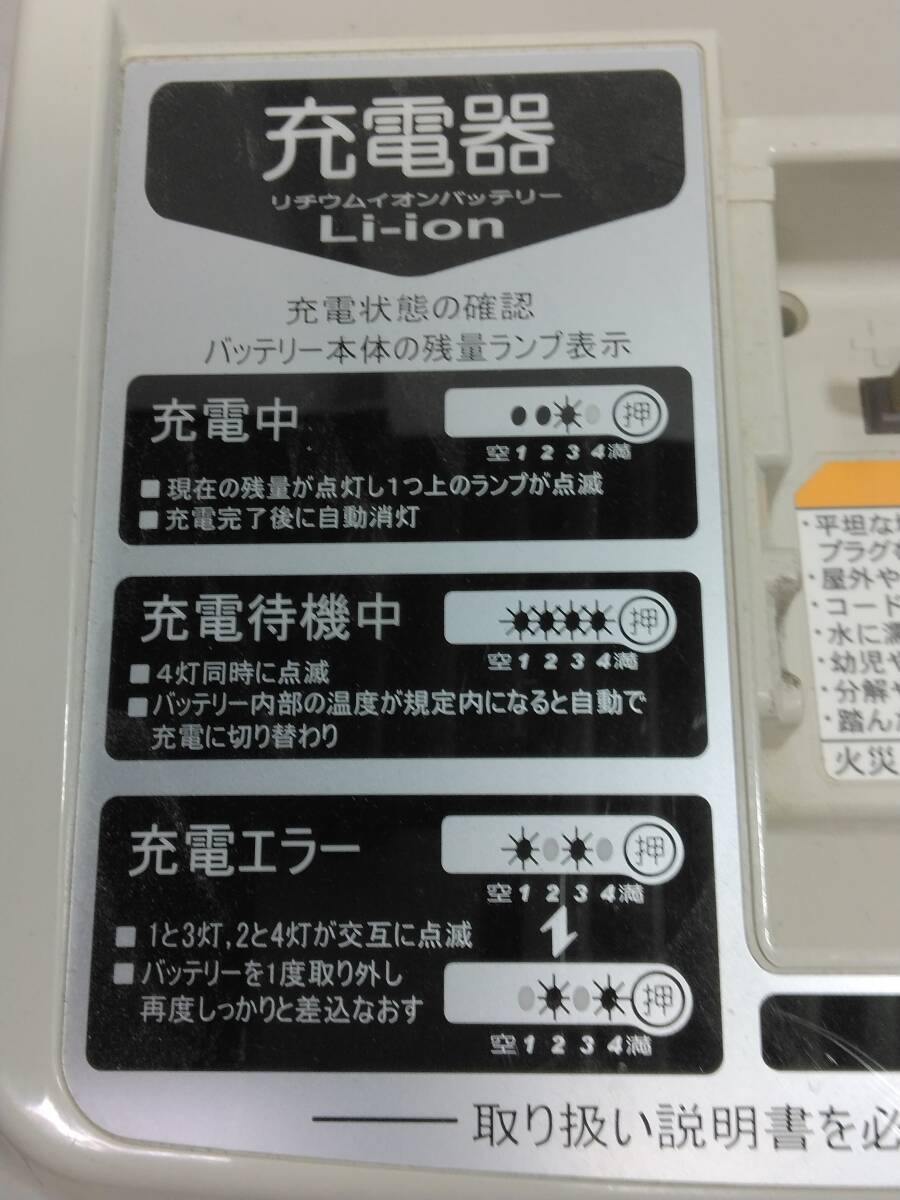 充電器
リチウムイオンバッテリー
Li-ion
充電状態の確認
バッテリー本体の残量ランプ表示
充電中
押
空1 2 3 4満
■現在の残量が点灯し1つ上のランプが点滅
■充電完了後に自動消灯
充電待機中
押
空1 2 3 4満
■4灯同時に点滅
■バッテリー内部の温度が規定内になると自動で
充電に切り替わり
充電エラー
押
空1 2 3 4満
■1と3灯,2と4灯が交互に点滅
■バッテリーを1度取り外し
再度しっかりと差込なおす
押
空1 2 3 4満
取り扱い説明書を必
・平坦な
プラグを
・屋外や
・コード
・水に濡
・幼児や
・分解や
・踏んだ
火災